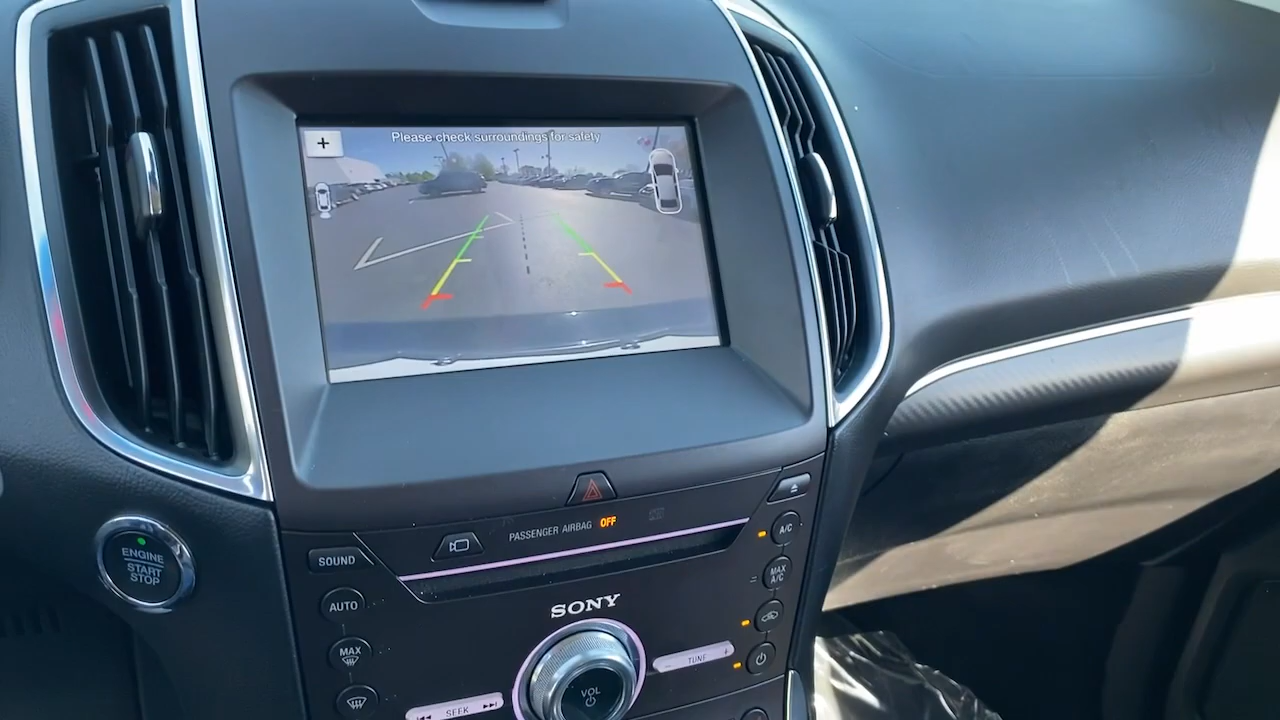 +
Please check surroundings for safety
PASSENGER AIRBAG OFF
ENGINE
START
STOP
SOUND
A/C
AUTO
MAX
A/C
SONY
MAX
TUNE
VOL
SEEK